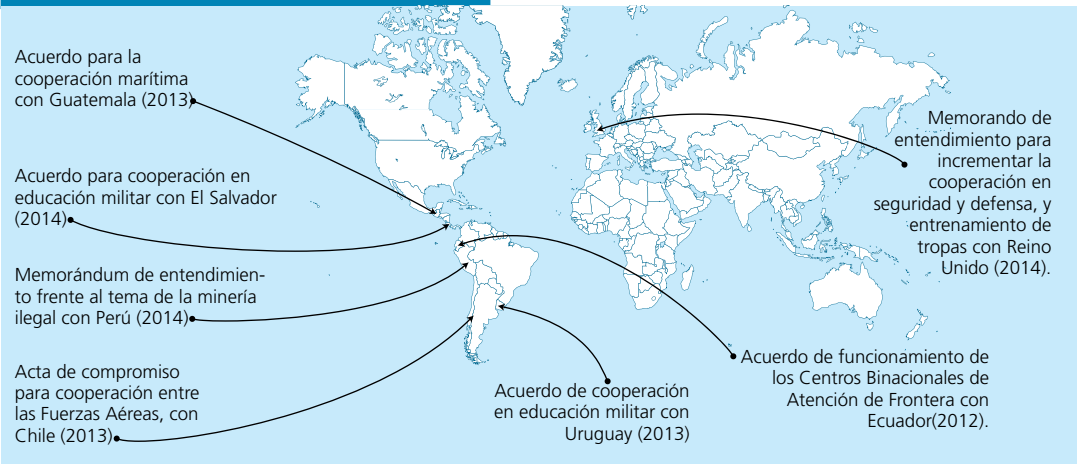 Acuerdo para la
cooperación marítima
con Guatemala (2013)
Acuerdo para cooperación en
educación militar con El Salvador
(2014)
Memorándum de entendimien-
to frente al tema de la minería
ilegal con Perú (2014)
Acta de compromiso
para cooperación entre
las Fuerzas Aéreas, con
Chile (2013)
Acuerdo de cooperación
en educación militar con
Uruguay (2013)
Memorando de
entendimiento para
incrementar la
cooperación en
seguridad y defensa, y
entrenamiento de
tropas con Reino
Unido (2014).
Acuerdo de funcionamiento de
los Centros Binacionales de
Atención de Frontera con
Ecuador(2012).